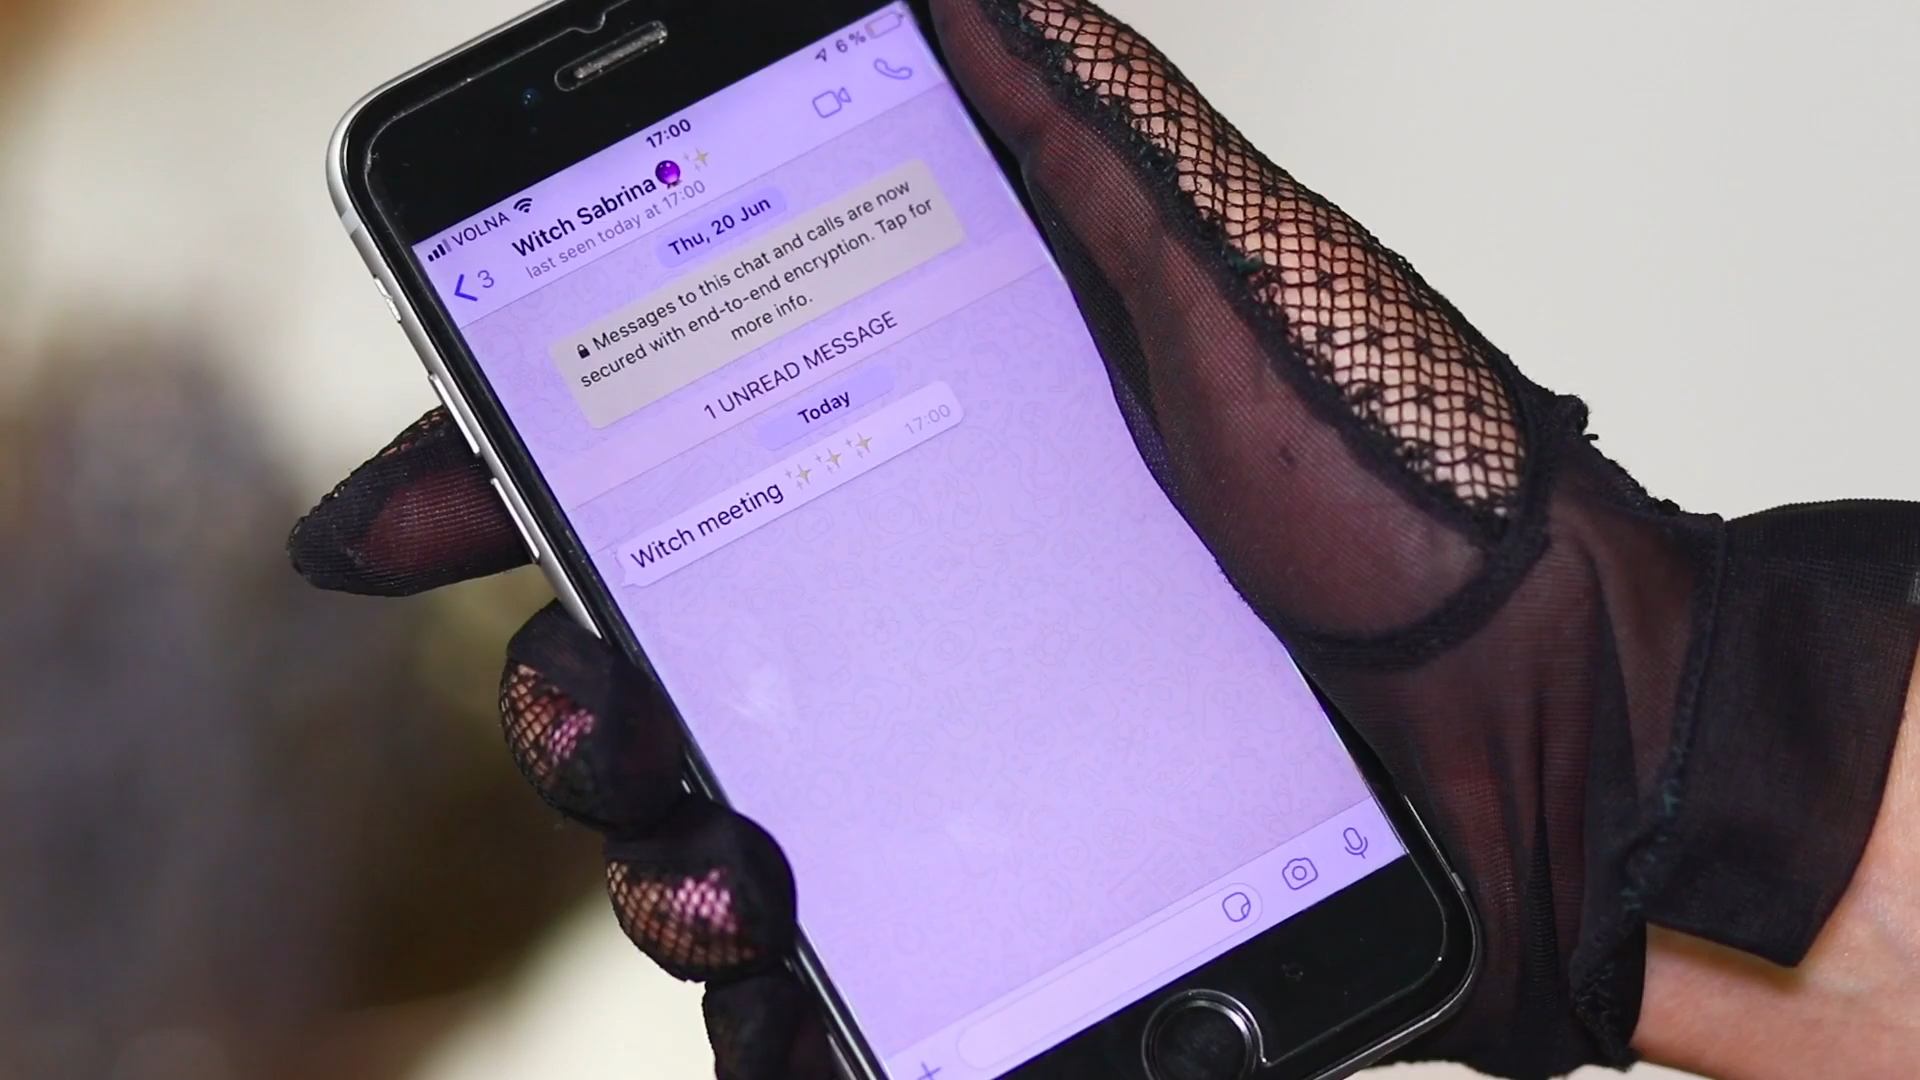 VOLNA 17:00 6%
3
Witch Sabrina🔮✨
last seen today at 17:00
Thu, 20 Jun
🔒 Messages to this chat and calls are now
secured with end-to-end encryption. Tap for
more info.
1 UNREAD MESSAGE
Today
Witch meeting ✨✨✨ 17:00